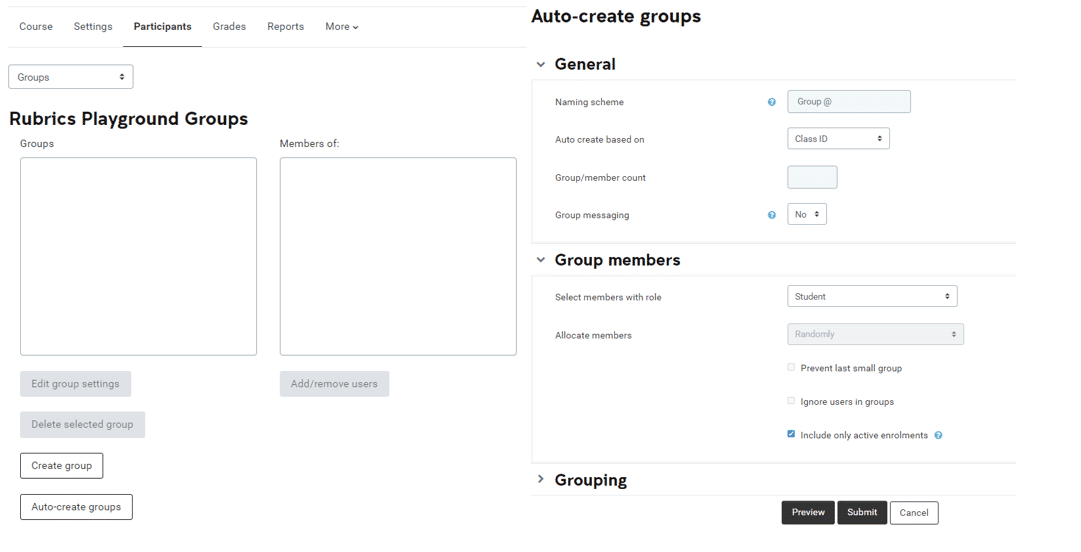 Course Settings Participants Grades Reports More
Groups
Rubrics Playground Groups
Groups
Members of:
Edit group settings
Add/remove users
Delete selected group
Create group
Auto-create groups
Auto-create groups
General
Naming scheme
Group @
Auto create based on
Class ID
Group/member count
Group messaging
No
Group members
Select members with role
Student
Allocate members
Randomly
Prevent last small group
Ignore users in groups
Include only active enrolments
Grouping
Preview Submit Cancel